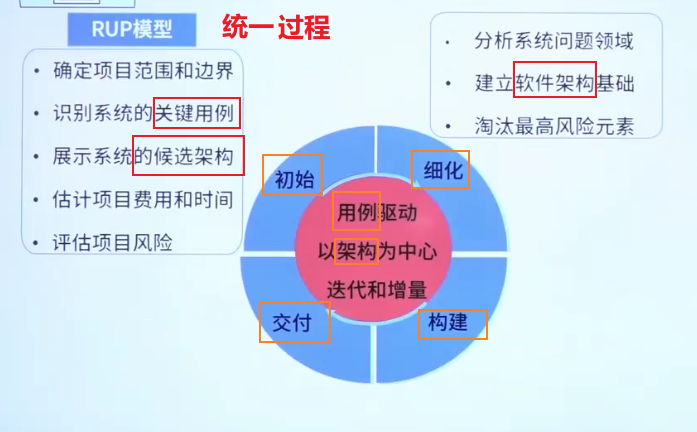 RUP模型
统一过程
确定项目范围和边界
识别系统的关键用例
展示系统的候选架构
估计项目费用和时间
评估项目风险
分析系统问题领域
建立软件架构基础
淘汰最高风险元素
初始
细化
用例驱动
以架构为中心
迭代和增量
交付
构建